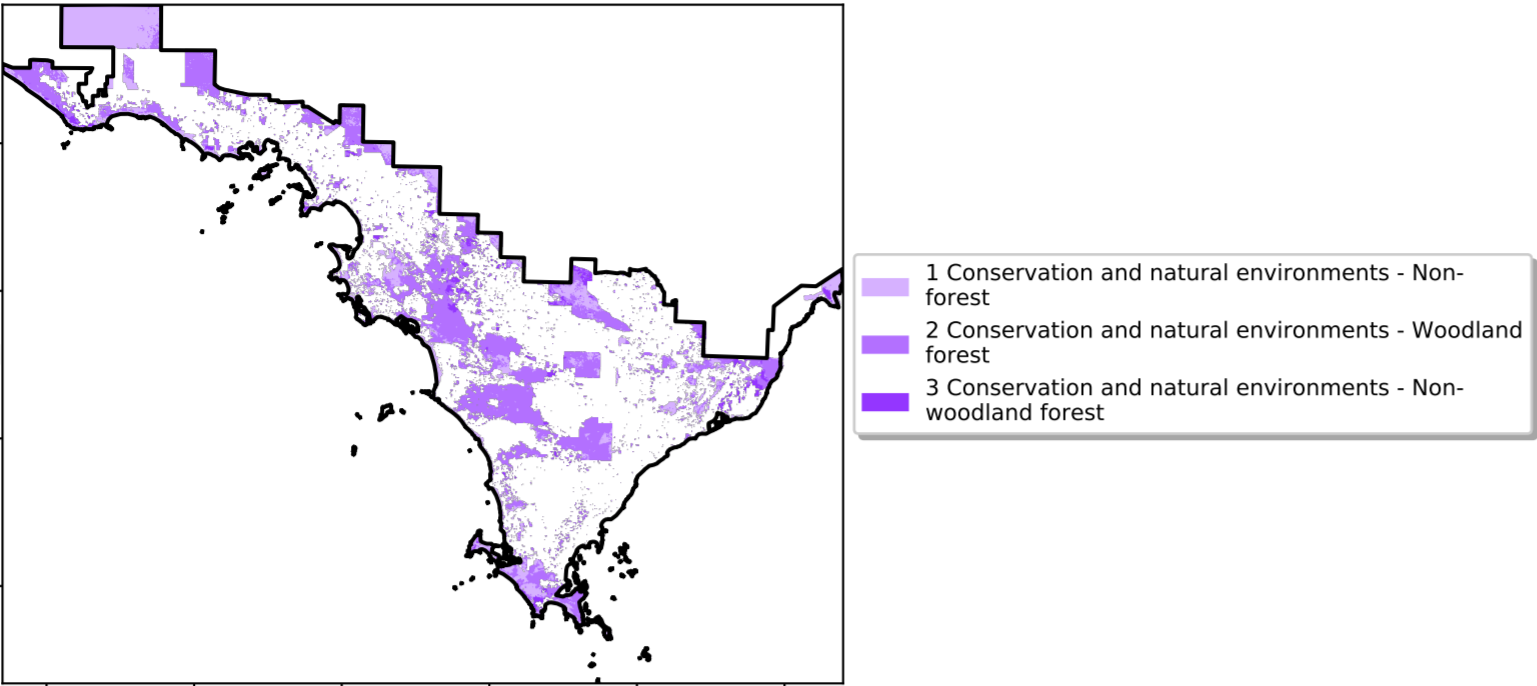 1 Conservation and natural environments - Non-
forest
2 Conservation and natural environments - Woodland
forest
3 Conservation and natural environments - Non-
woodland forest